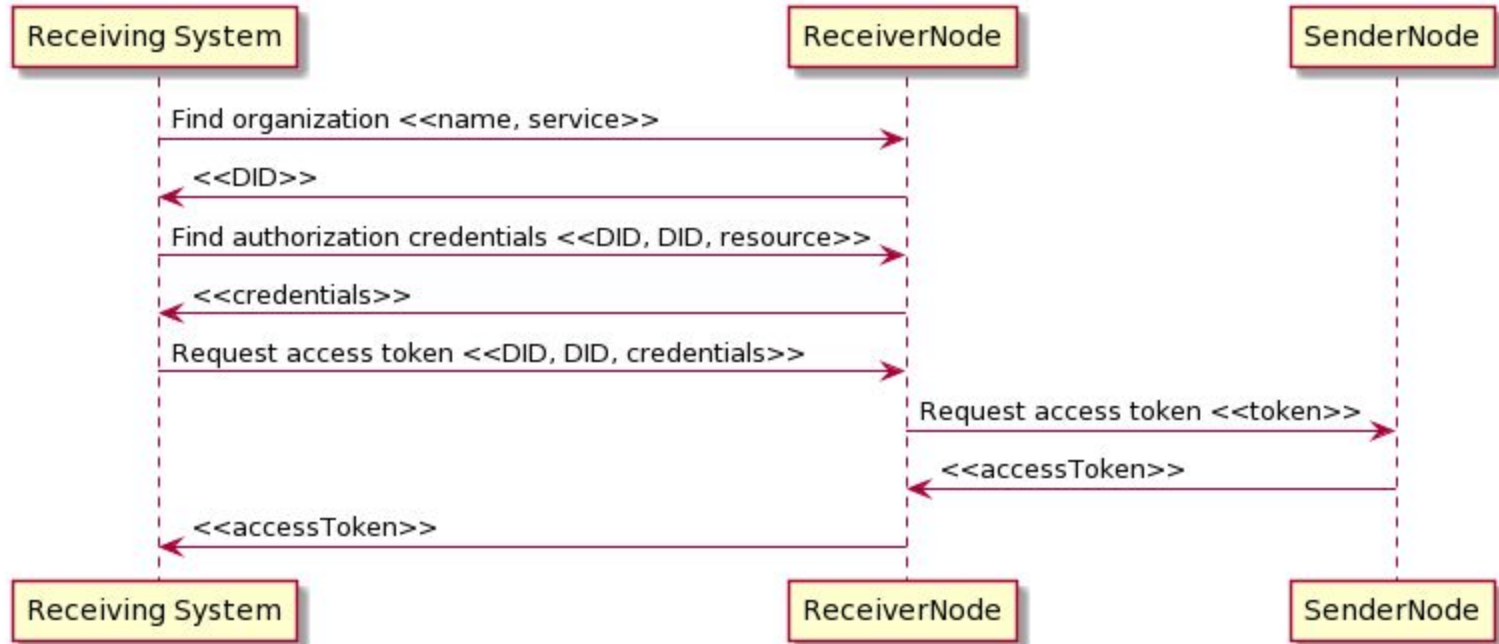 Receiving System
ReceiverNode
SenderNode
Find organization <<name, service>>
<<DID>>
Find authorization credentials <<DID, DID, resource>>
<<credentials>>
Request access token <<DID, DID, credentials>>
Request access token <<token>>
<<accessToken>>
<<accessToken>>
Receiving System
ReceiverNode
SenderNode